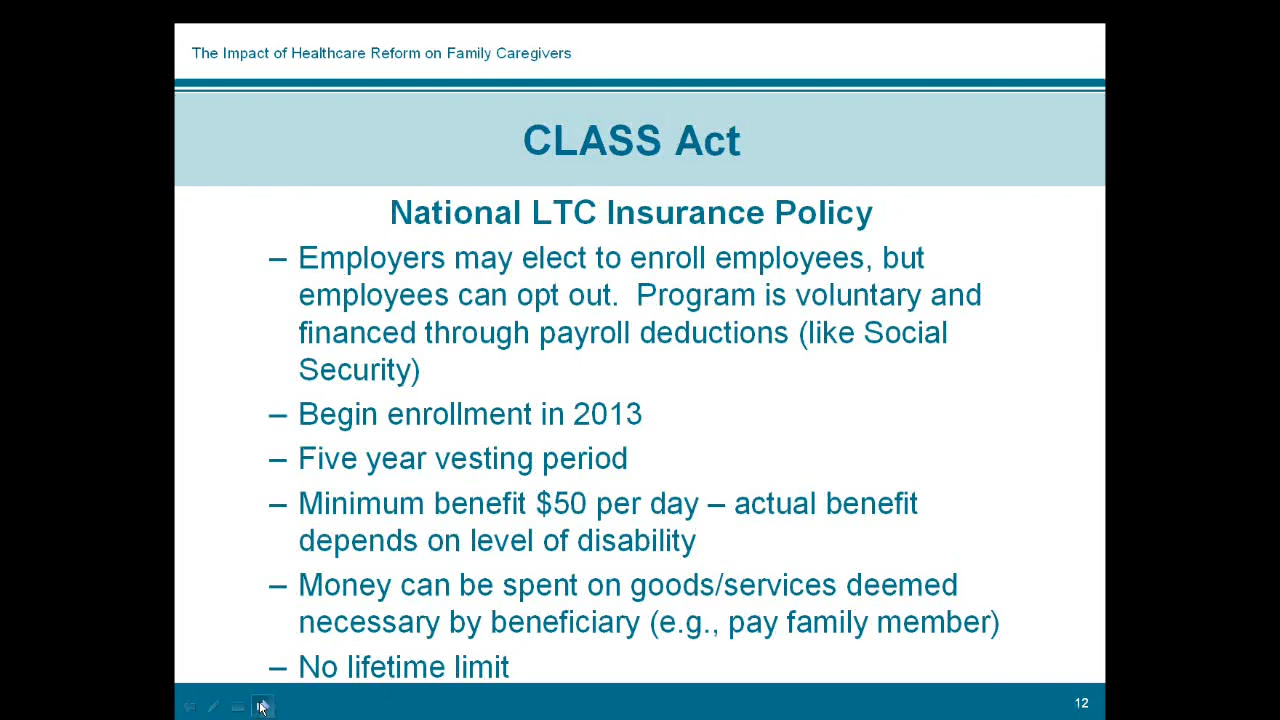 The Impact of Healthcare Reform on Family Caregivers
CLASS Act
National LTC Insurance Policy
– Employers may elect to enroll employees, but
employees can opt out.  Program is voluntary and
financed through payroll deductions (like Social
Security)
– Begin enrollment in 2013
– Five year vesting period
– Minimum benefit $50 per day – actual benefit
depends on level of disability
– Money can be spent on goods/services deemed
necessary by beneficiary (e.g., pay family member)
– No lifetime limit
12